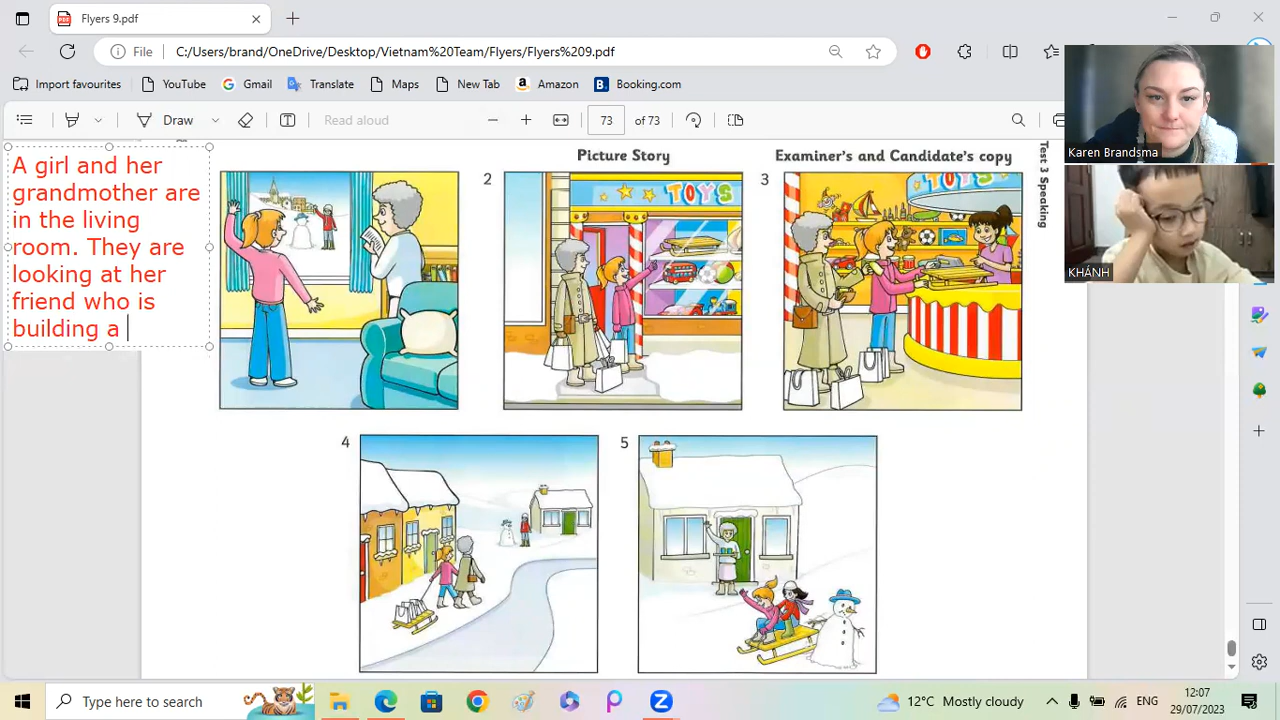 Flyers 9.pdf
File
C:/Users/brand/OneDrive/Desktop/Vietnam%20Team/Flyers/Flyers%209.pdf
Import favourites
YouTube
Gmail
Translate
Maps
New Tab
Amazon
Booking.com
Draw
Read aloud
73
of 73
Karen Brandsma
KHÁNH
A girl and her
grandmother are
in the living
room. They are
looking at her
friend who is
building a
Picture Story
Examiner's and Candidate's copy
Test 3 Speaking
2
TOYS
3
TOYS
4
5
Type here to search
12°C Mostly cloudy
ENG
12:07
29/07/2023